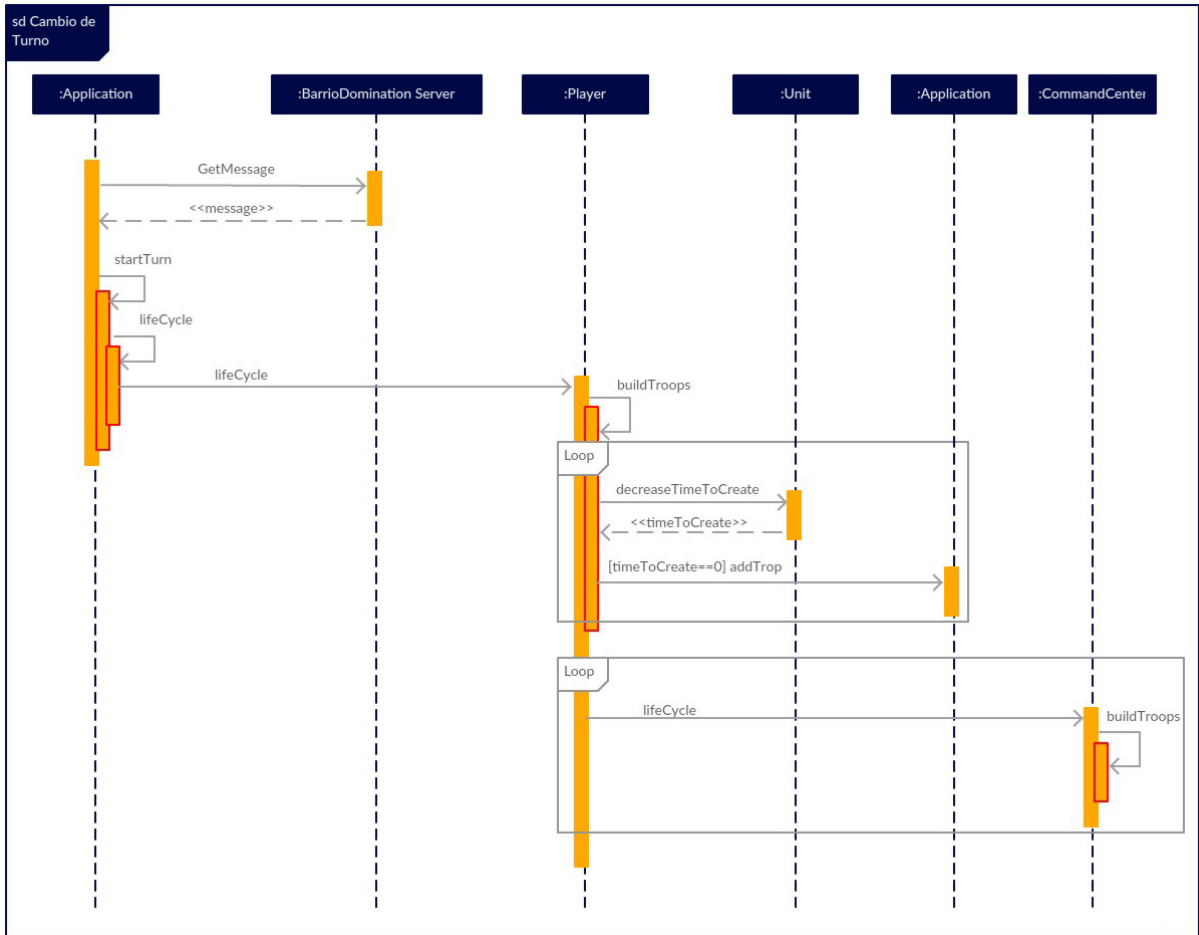 sd Cambio de
Turno
:Application
:BarrioDomination Server
:Player
:Unit
:Application
:CommandCenter
GetMessage
<<message>>
startTurn
lifeCycle
lifeCycle
buildTroops
Loop
decreaseTimeToCreate
<<timeToCreate>>
[timeToCreate==0] addTrop
Loop
lifeCycle
buildTroops